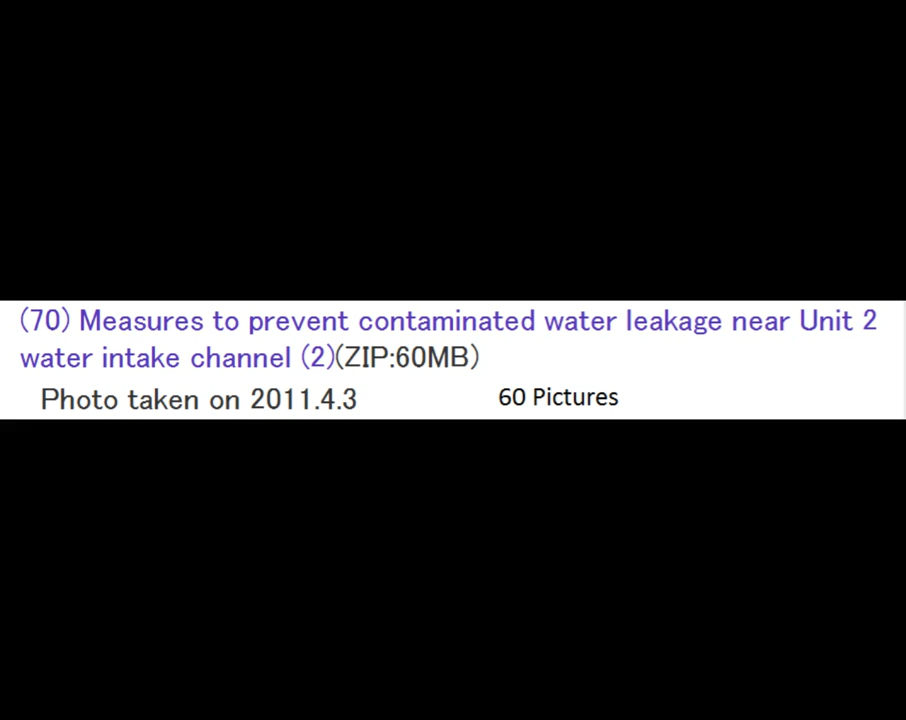 (70) Measures to prevent contaminated water leakage near Unit 2
water intake channel (2)(ZIP:60MB)
Photo taken on 2011.4.3 60 Pictures